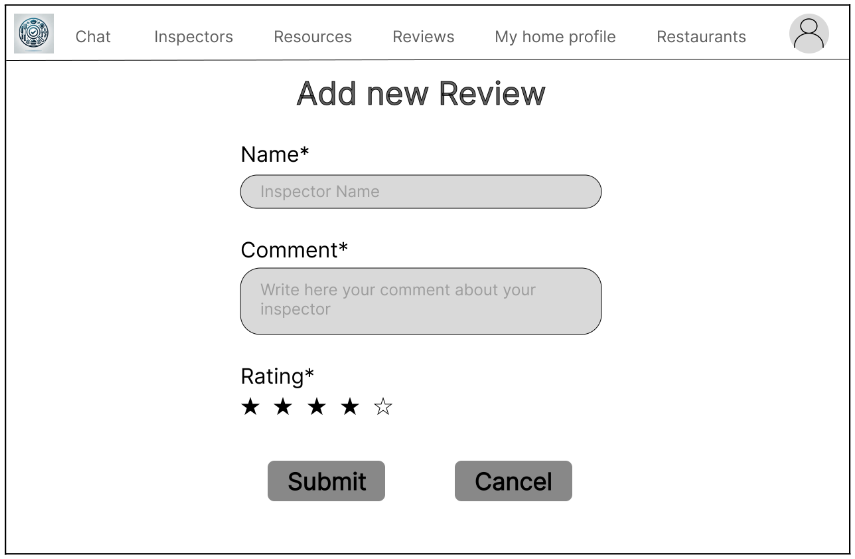 Chat Inspectors Resources Reviews My home profile Restaurants
Add new Review
Name*
Inspector Name
Comment*
Write here your comment about your
inspector
Rating*
★ ★ ★ ★ ☆
Submit Cancel